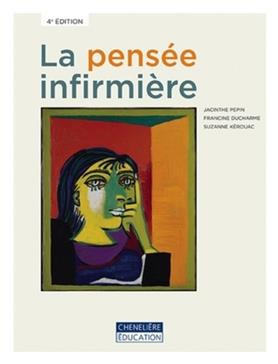 4e ÉDITION
La pensée
infirmière
JACINTHE PEPIN
FRANCINE DUCHARME
SUZANNE KÉROUAC
CHENELIÈRE
ÉDUCATION